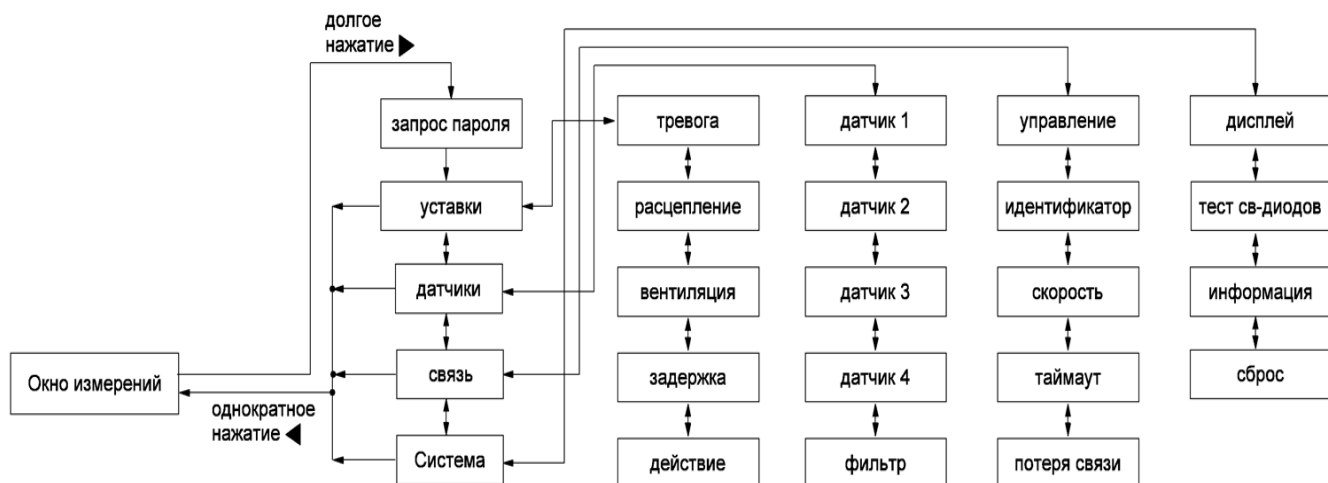 долгое
нажатие ▶
запрос пароля
тревога
датчик 1
управление
дисплей
уставки
расцепление
датчик 2
идентификатор
тест св-диодов
датчики
вентиляция
датчик 3
скорость
информация
Окно измерений
связь
задержка
датчик 4
таймаут
сброс
однократное
нажатие ◀
Система
действие
фильтр
потеря связи